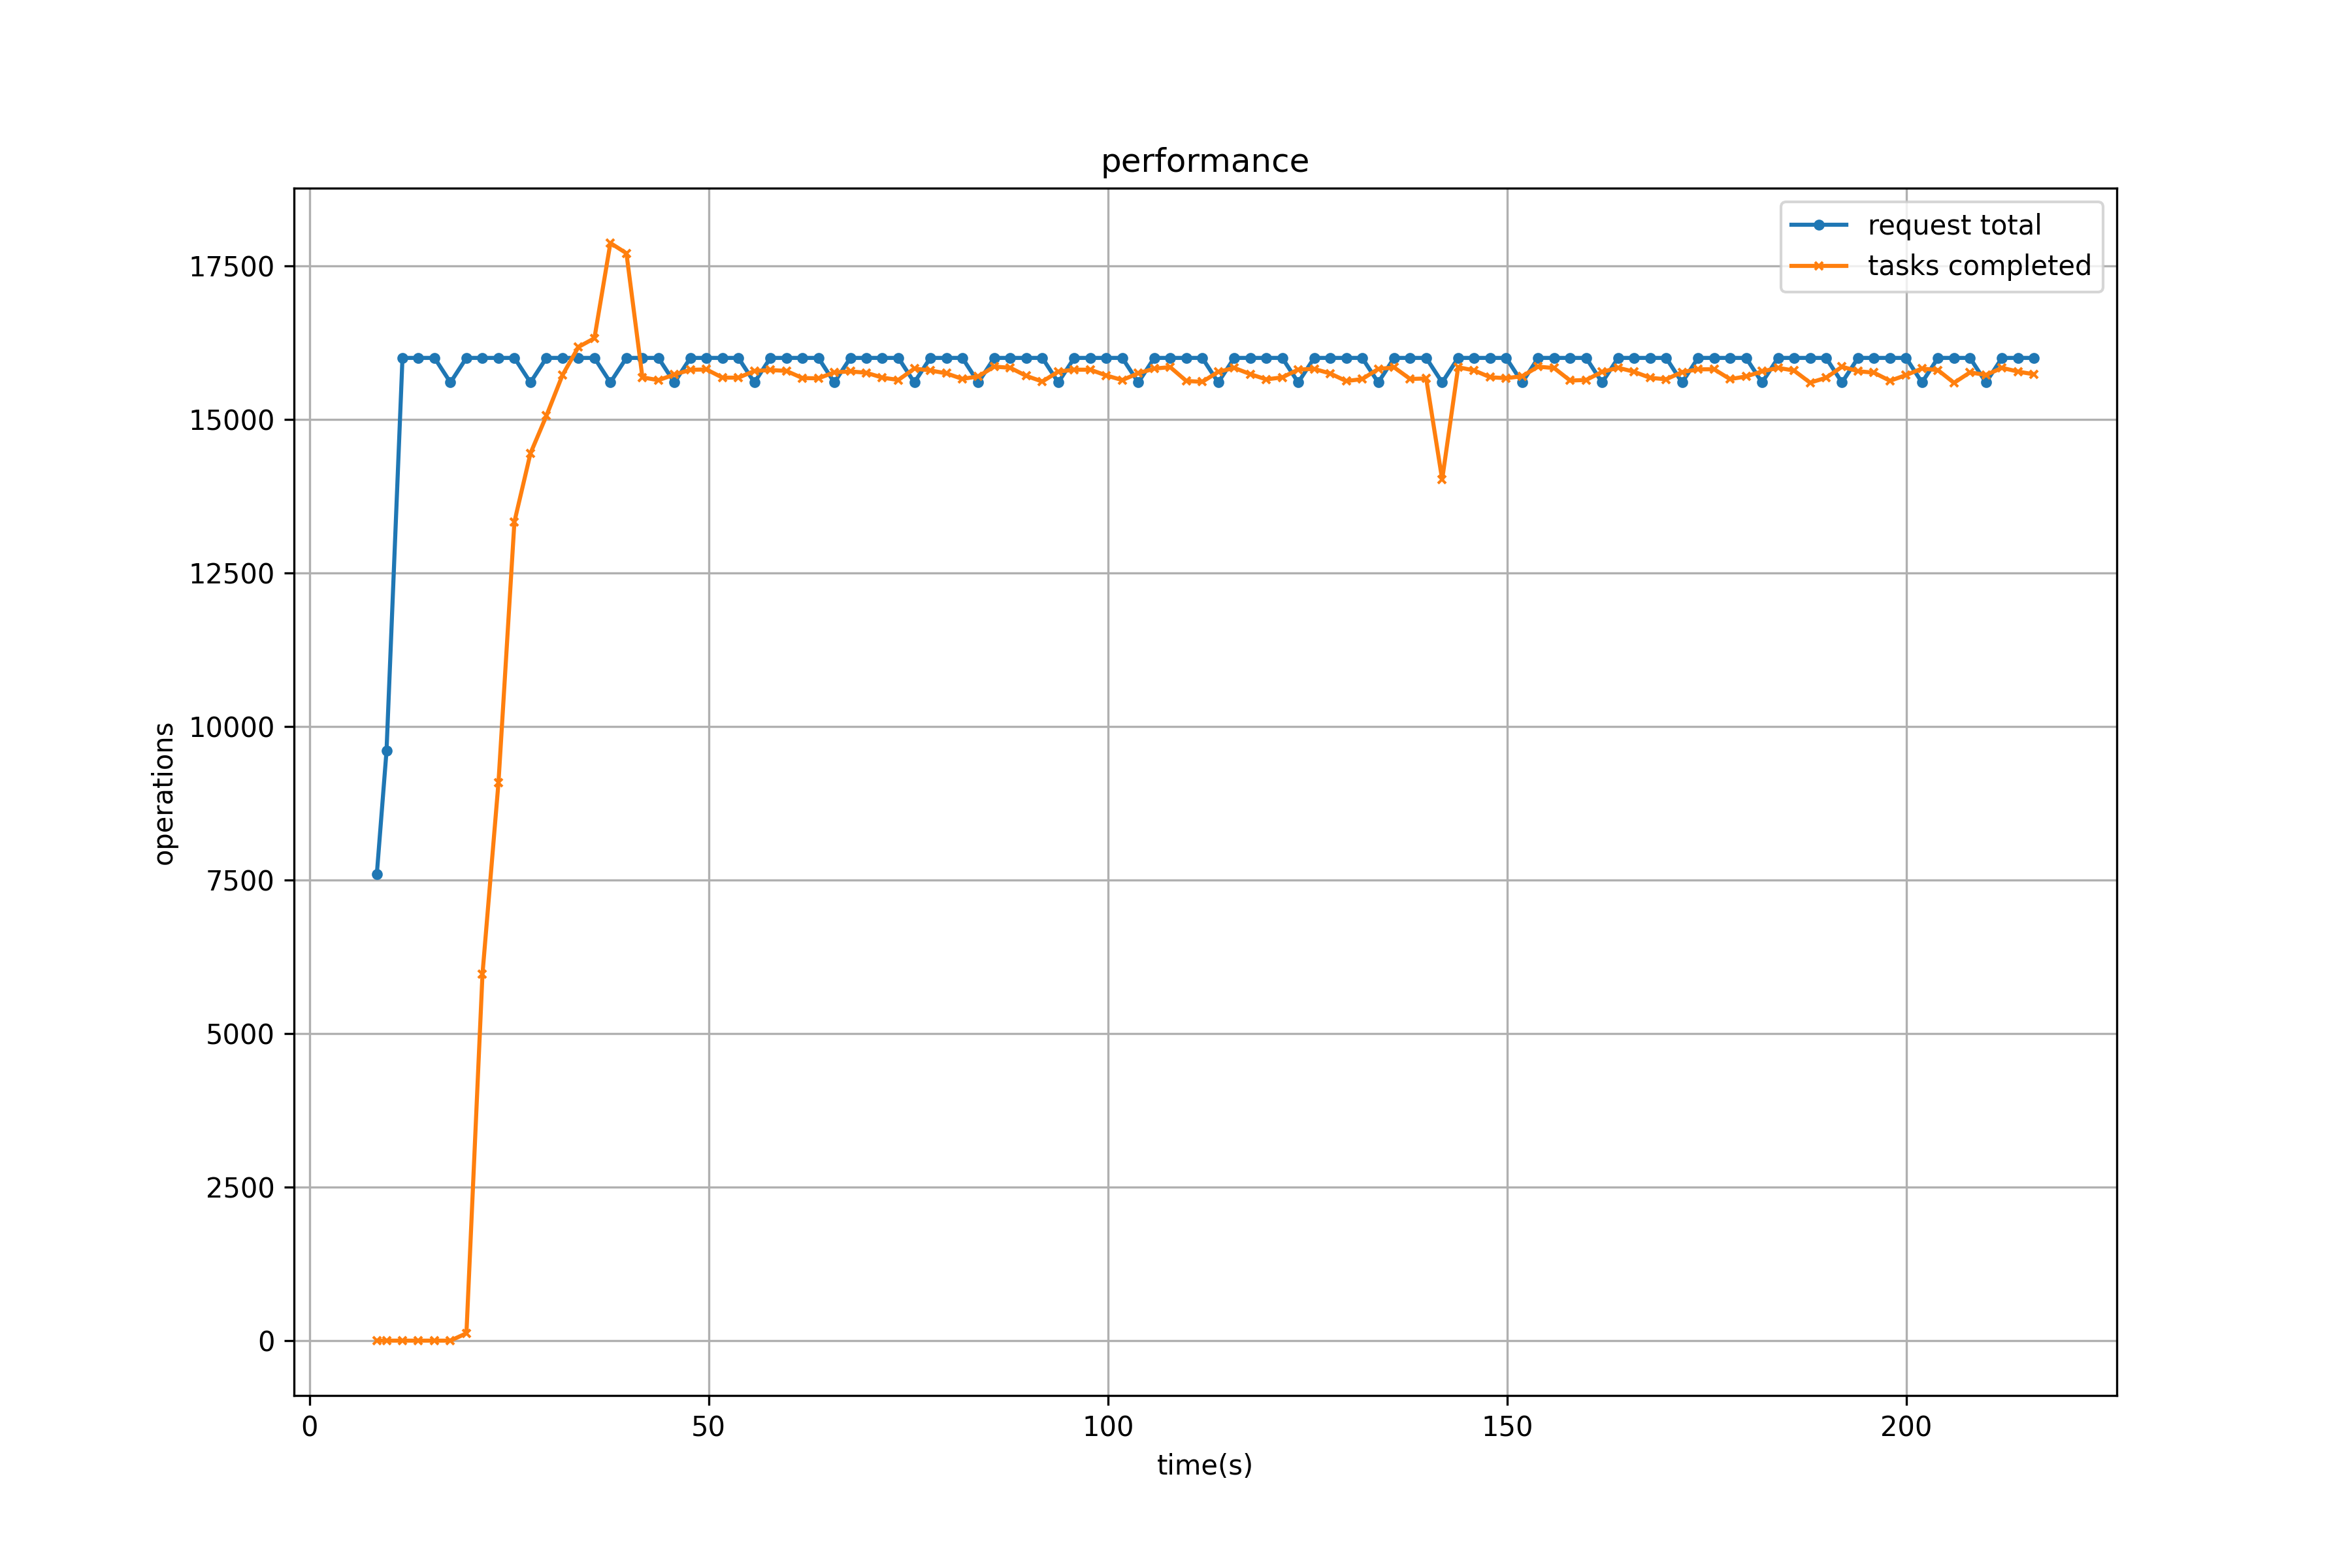 performance
request total
tasks completed
17500
15000
12500
10000
7500
5000
2500
0
operations
0 50 100 150 200
time(s)